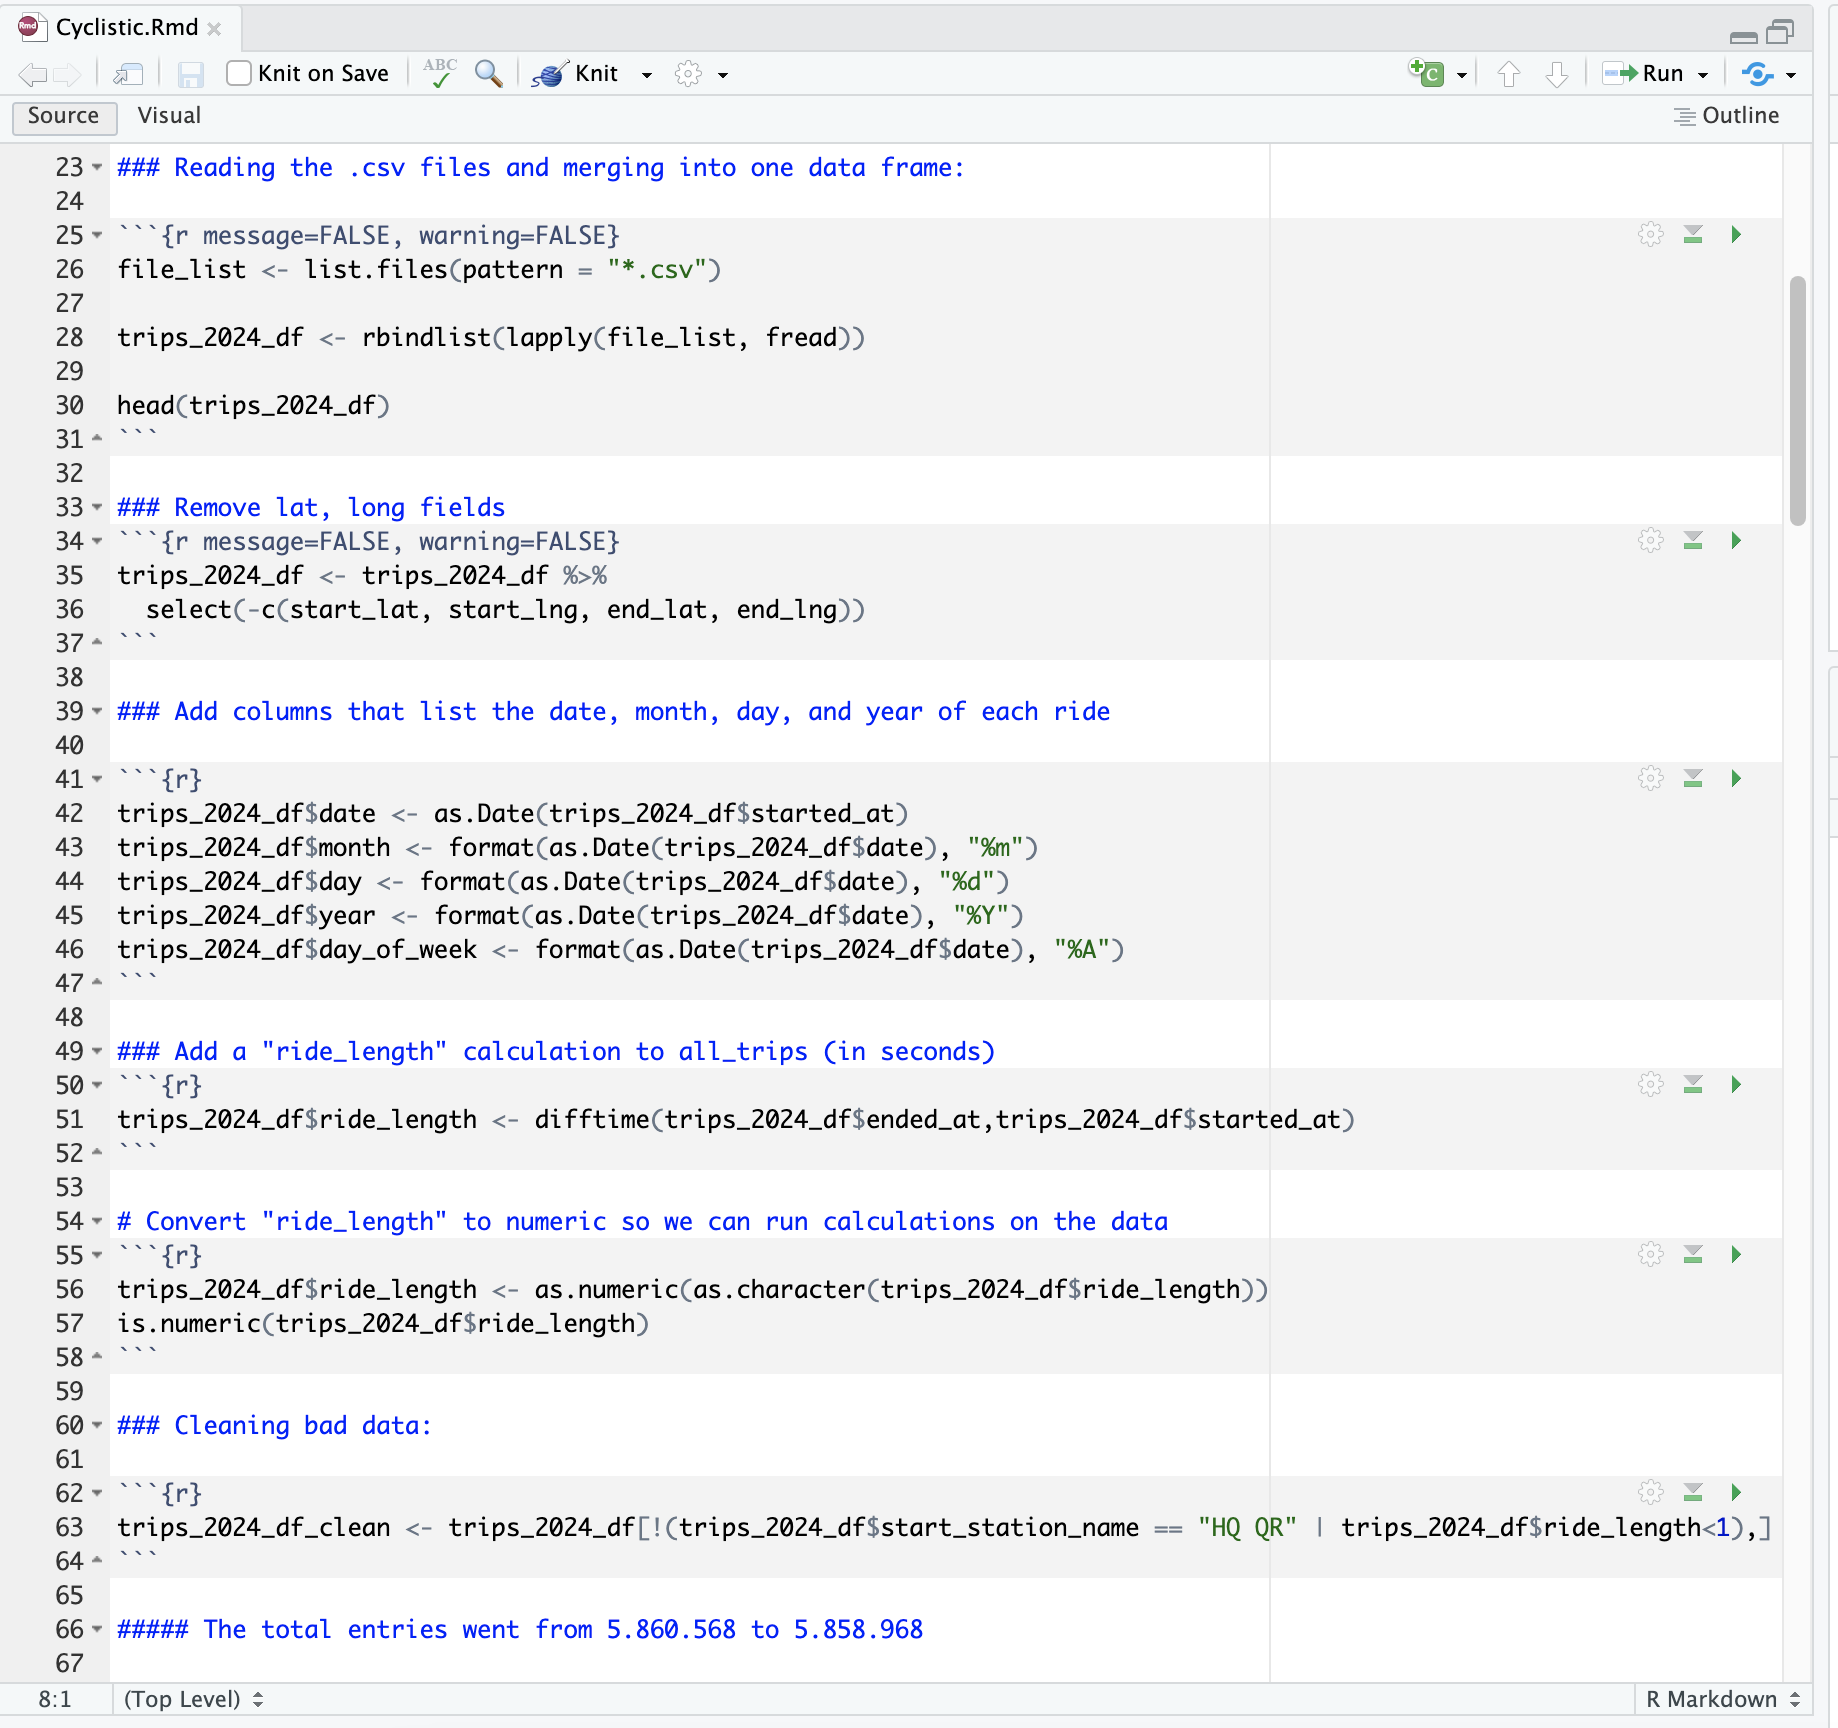 Cyclistic.Rmd
Knit on Save ABC Knit Run
Source Visual Outline
23 ### Reading the .csv files and merging into one data frame:
24
25 ```{r message=FALSE, warning=FALSE}
26 file_list <- list.files(pattern = "*.csv")
27
28 trips_2024_df <- rbindlist(lapply(file_list, fread))
29
30 head(trips_2024_df)
31 ```
32
33 ### Remove lat, long fields
34 ```{r message=FALSE, warning=FALSE}
35 trips_2024_df <- trips_2024_df %>%
36   select(-c(start_lat, start_lng, end_lat, end_lng))
37 ```
38
39 ### Add columns that list the date, month, day, and year of each ride
40
41 ```{r}
42 trips_2024_df$date <- as.Date(trips_2024_df$started_at)
43 trips_2024_df$month <- format(as.Date(trips_2024_df$date), "%m")
44 trips_2024_df$day <- format(as.Date(trips_2024_df$date), "%d")
45 trips_2024_df$year <- format(as.Date(trips_2024_df$date), "%Y")
46 trips_2024_df$day_of_week <- format(as.Date(trips_2024_df$date), "%A")
47 ```
48
49 ### Add a "ride_length" calculation to all_trips (in seconds)
50 ```{r}
51 trips_2024_df$ride_length <- difftime(trips_2024_df$ended_at,trips_2024_df$started_at)
52 ```
53
54 # Convert "ride_length" to numeric so we can run calculations on the data
55 ```{r}
56 trips_2024_df$ride_length <- as.numeric(as.character(trips_2024_df$ride_length))
57 is.numeric(trips_2024_df$ride_length)
58 ```
59
60 ### Cleaning bad data:
61
62 ```{r}
63 trips_2024_df_clean <- trips_2024_df[!(trips_2024_df$start_station_name == "HQ QR" | trips_2024_df$ride_length<1),]
64 ```
65
66 ##### The total entries went from 5.860.568 to 5.858.968
67
8:1 (Top Level) R Markdown